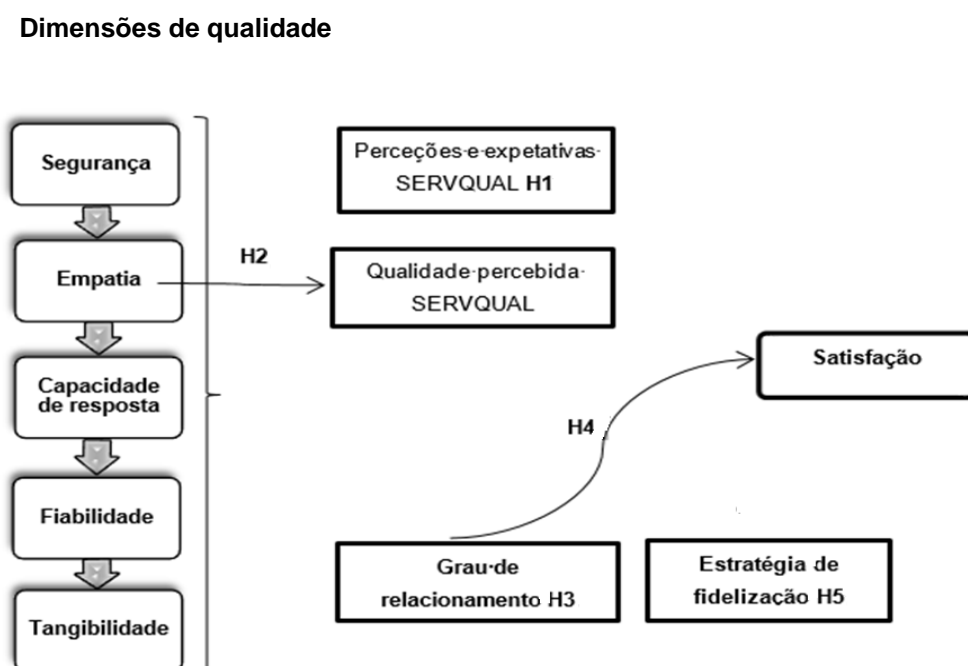 Dimensões de qualidade
Segurança
Empatia
Capacidade
de resposta
Fiabilidade
Tangibilidade
H2
Perceções e expetativas
SERVQUAL H1
Qualidade percebida
SERVQUAL
H4
Satisfação
Grau de
relacionamento H3
Estratégia de
fidelização H5